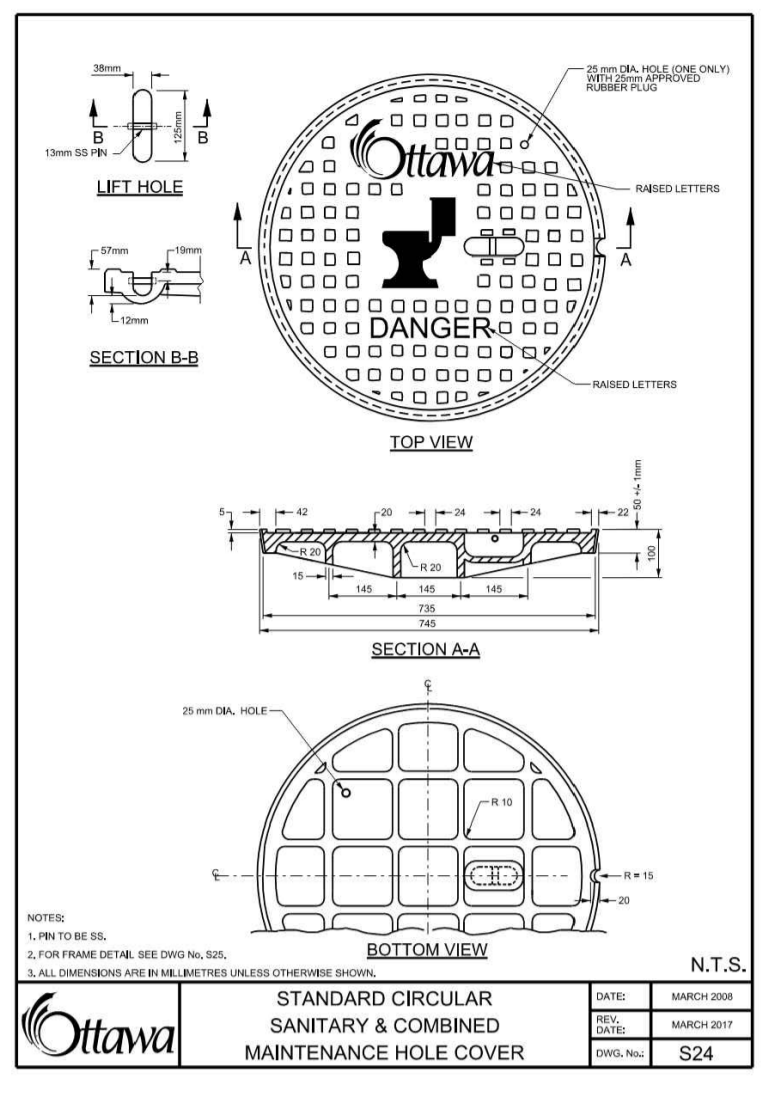 38mm
B
B
125mm
13mm SS PIN
LIFT HOLE
57mm
19mm
12mm
SECTION B-B
25 mm DIA. HOLE (ONE ONLY)
WITH 25mm APPROVED
RUBBER PLUG
Ottawa
RAISED LETTERS
A
A
DANGER
RAISED LETTERS
TOP VIEW
5
42
20
24
24
22
50 +/- 1mm
R 20
R 20
100
15
145
145
145
735
745
SECTION A-A
℄
25 mm DIA. HOLE
R 10
℄
R = 15
20
BOTTOM VIEW
NOTES:
1. PIN TO BE SS.
2. FOR FRAME DETAIL SEE DWG No. S25.
3. ALL DIMENSIONS ARE IN MILLIMETRES UNLESS OTHERWISE SHOWN.
N.T.S.
Ottawa
STANDARD CIRCULAR
SANITARY & COMBINED
MAINTENANCE HOLE COVER
DATE: MARCH 2008
REV.
DATE: MARCH 2017
DWG. No.: S24